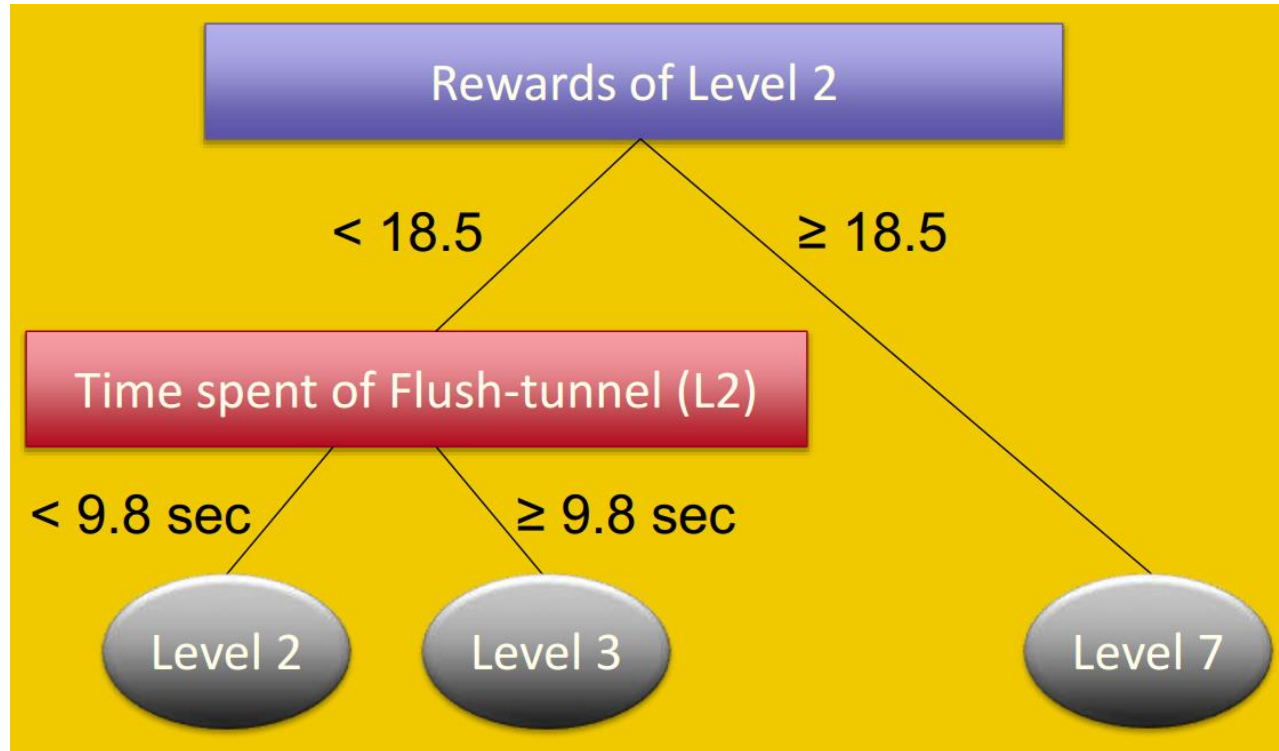 Rewards of Level 2
< 18.5
≥ 18.5
Time spent of Flush-tunnel (L2)
< 9.8 sec
≥ 9.8 sec
Level 2
Level 3
Level 7